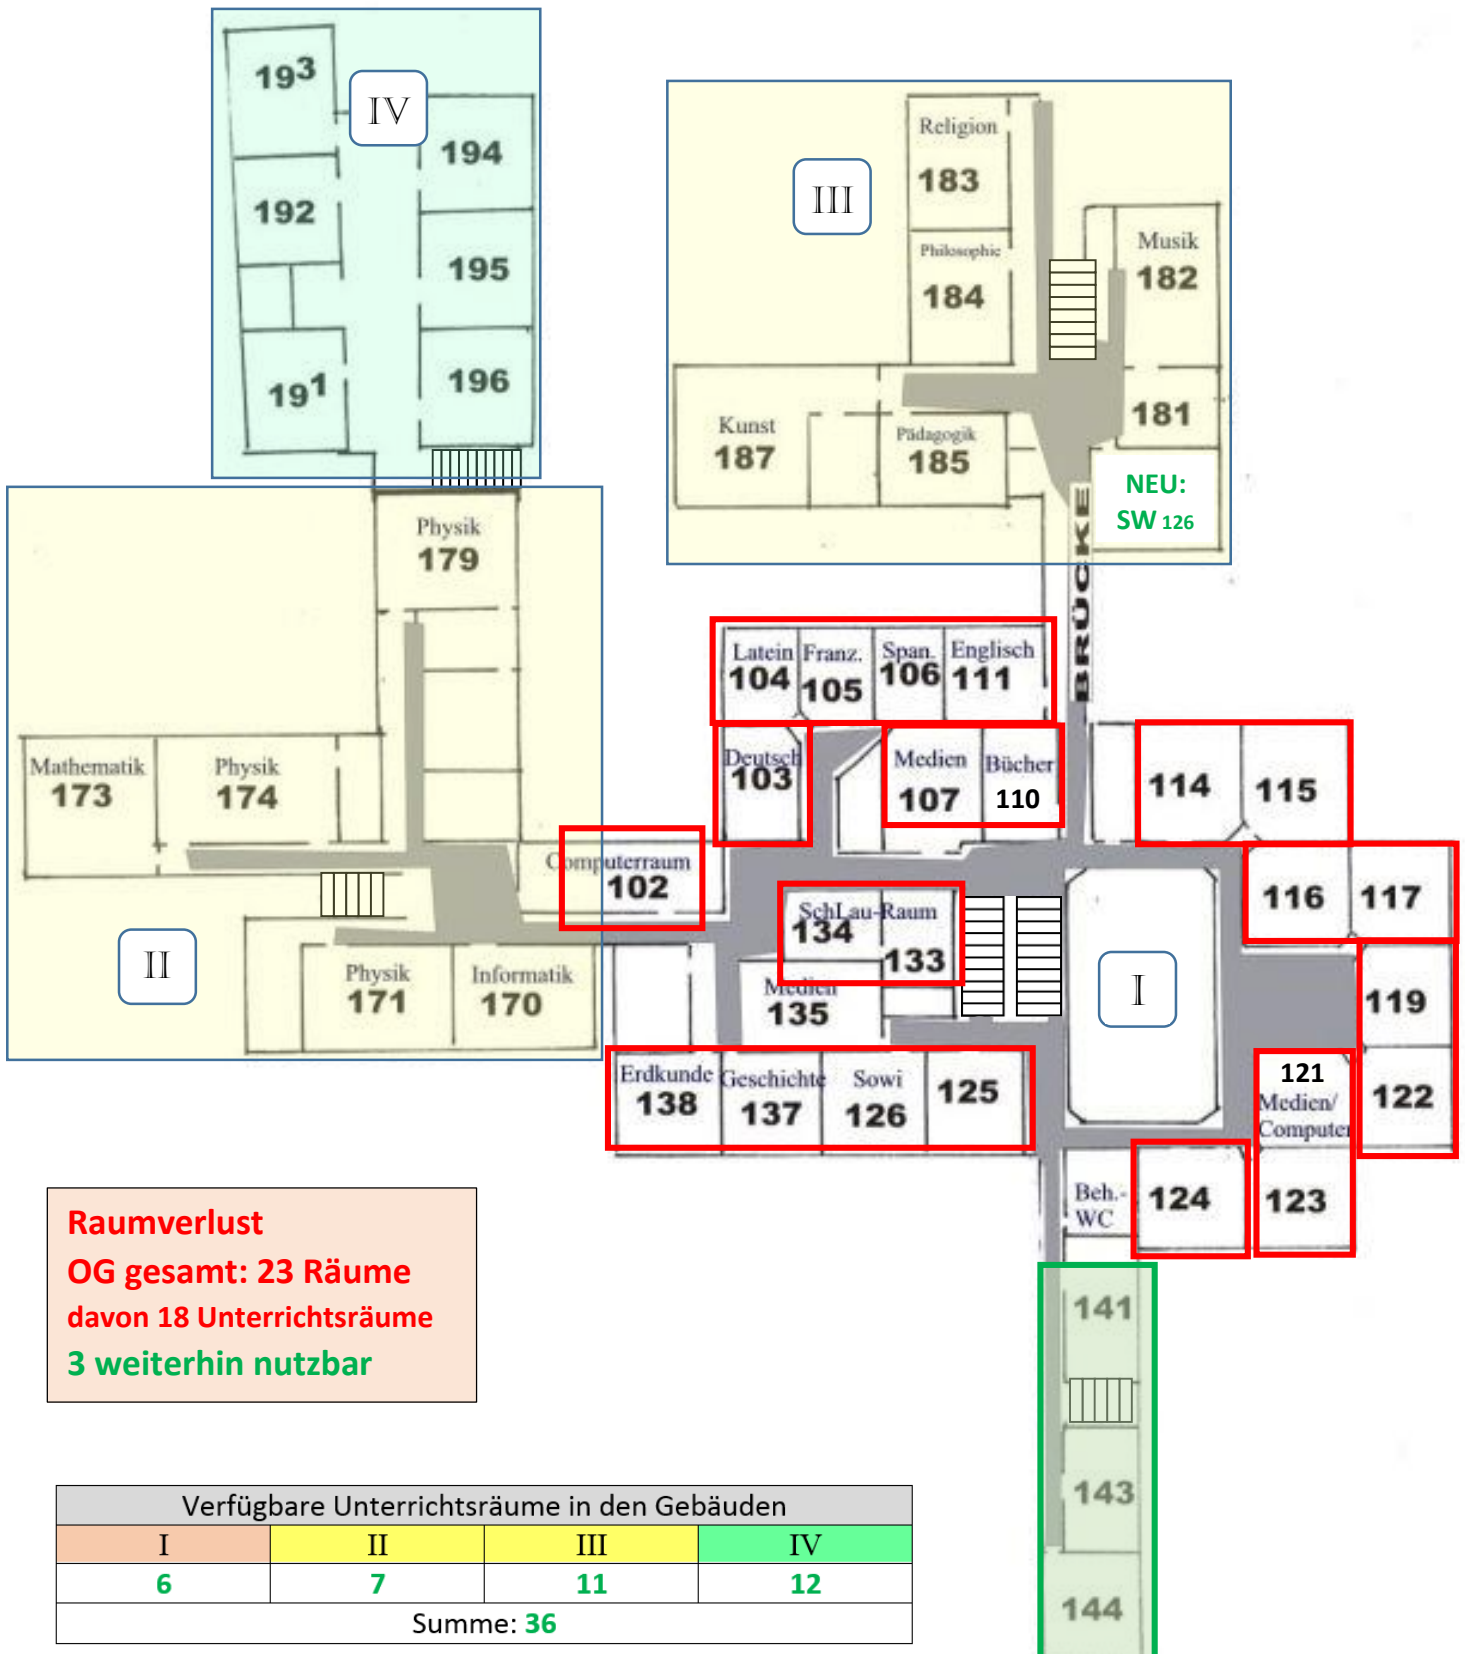 193
IV
194
192
195
191
196
Religion
183
III
Philosophie
184
Musik
182
Kunst
187
Pädagogik
185
181
NEU:
SW 126
BRÜCKE
Physik
179
Mathematik
173
Physik
174
II
Physik
171
Informatik
170
Computerraum
102
Latein
104
Franz.
105
Span.
106
Englisch
111
Deutsch
103
Medien
107
Bücher
110
114
115
116
117
SchLau-Raum
134
133
Medien
135
I
119
121
Medien/
Computer
122
Erdkunde
138
Geschichte
137
Sowi
126
125
Beh.-
WC
124
123
141
143
144
Raumverlust
OG gesamt: 23 Räume
davon 18 Unterrichtsräume
3 weiterhin nutzbar
Verfügbare Unterrichtsräume in den Gebäuden
I II III IV
6 7 11 12
Summe: 36